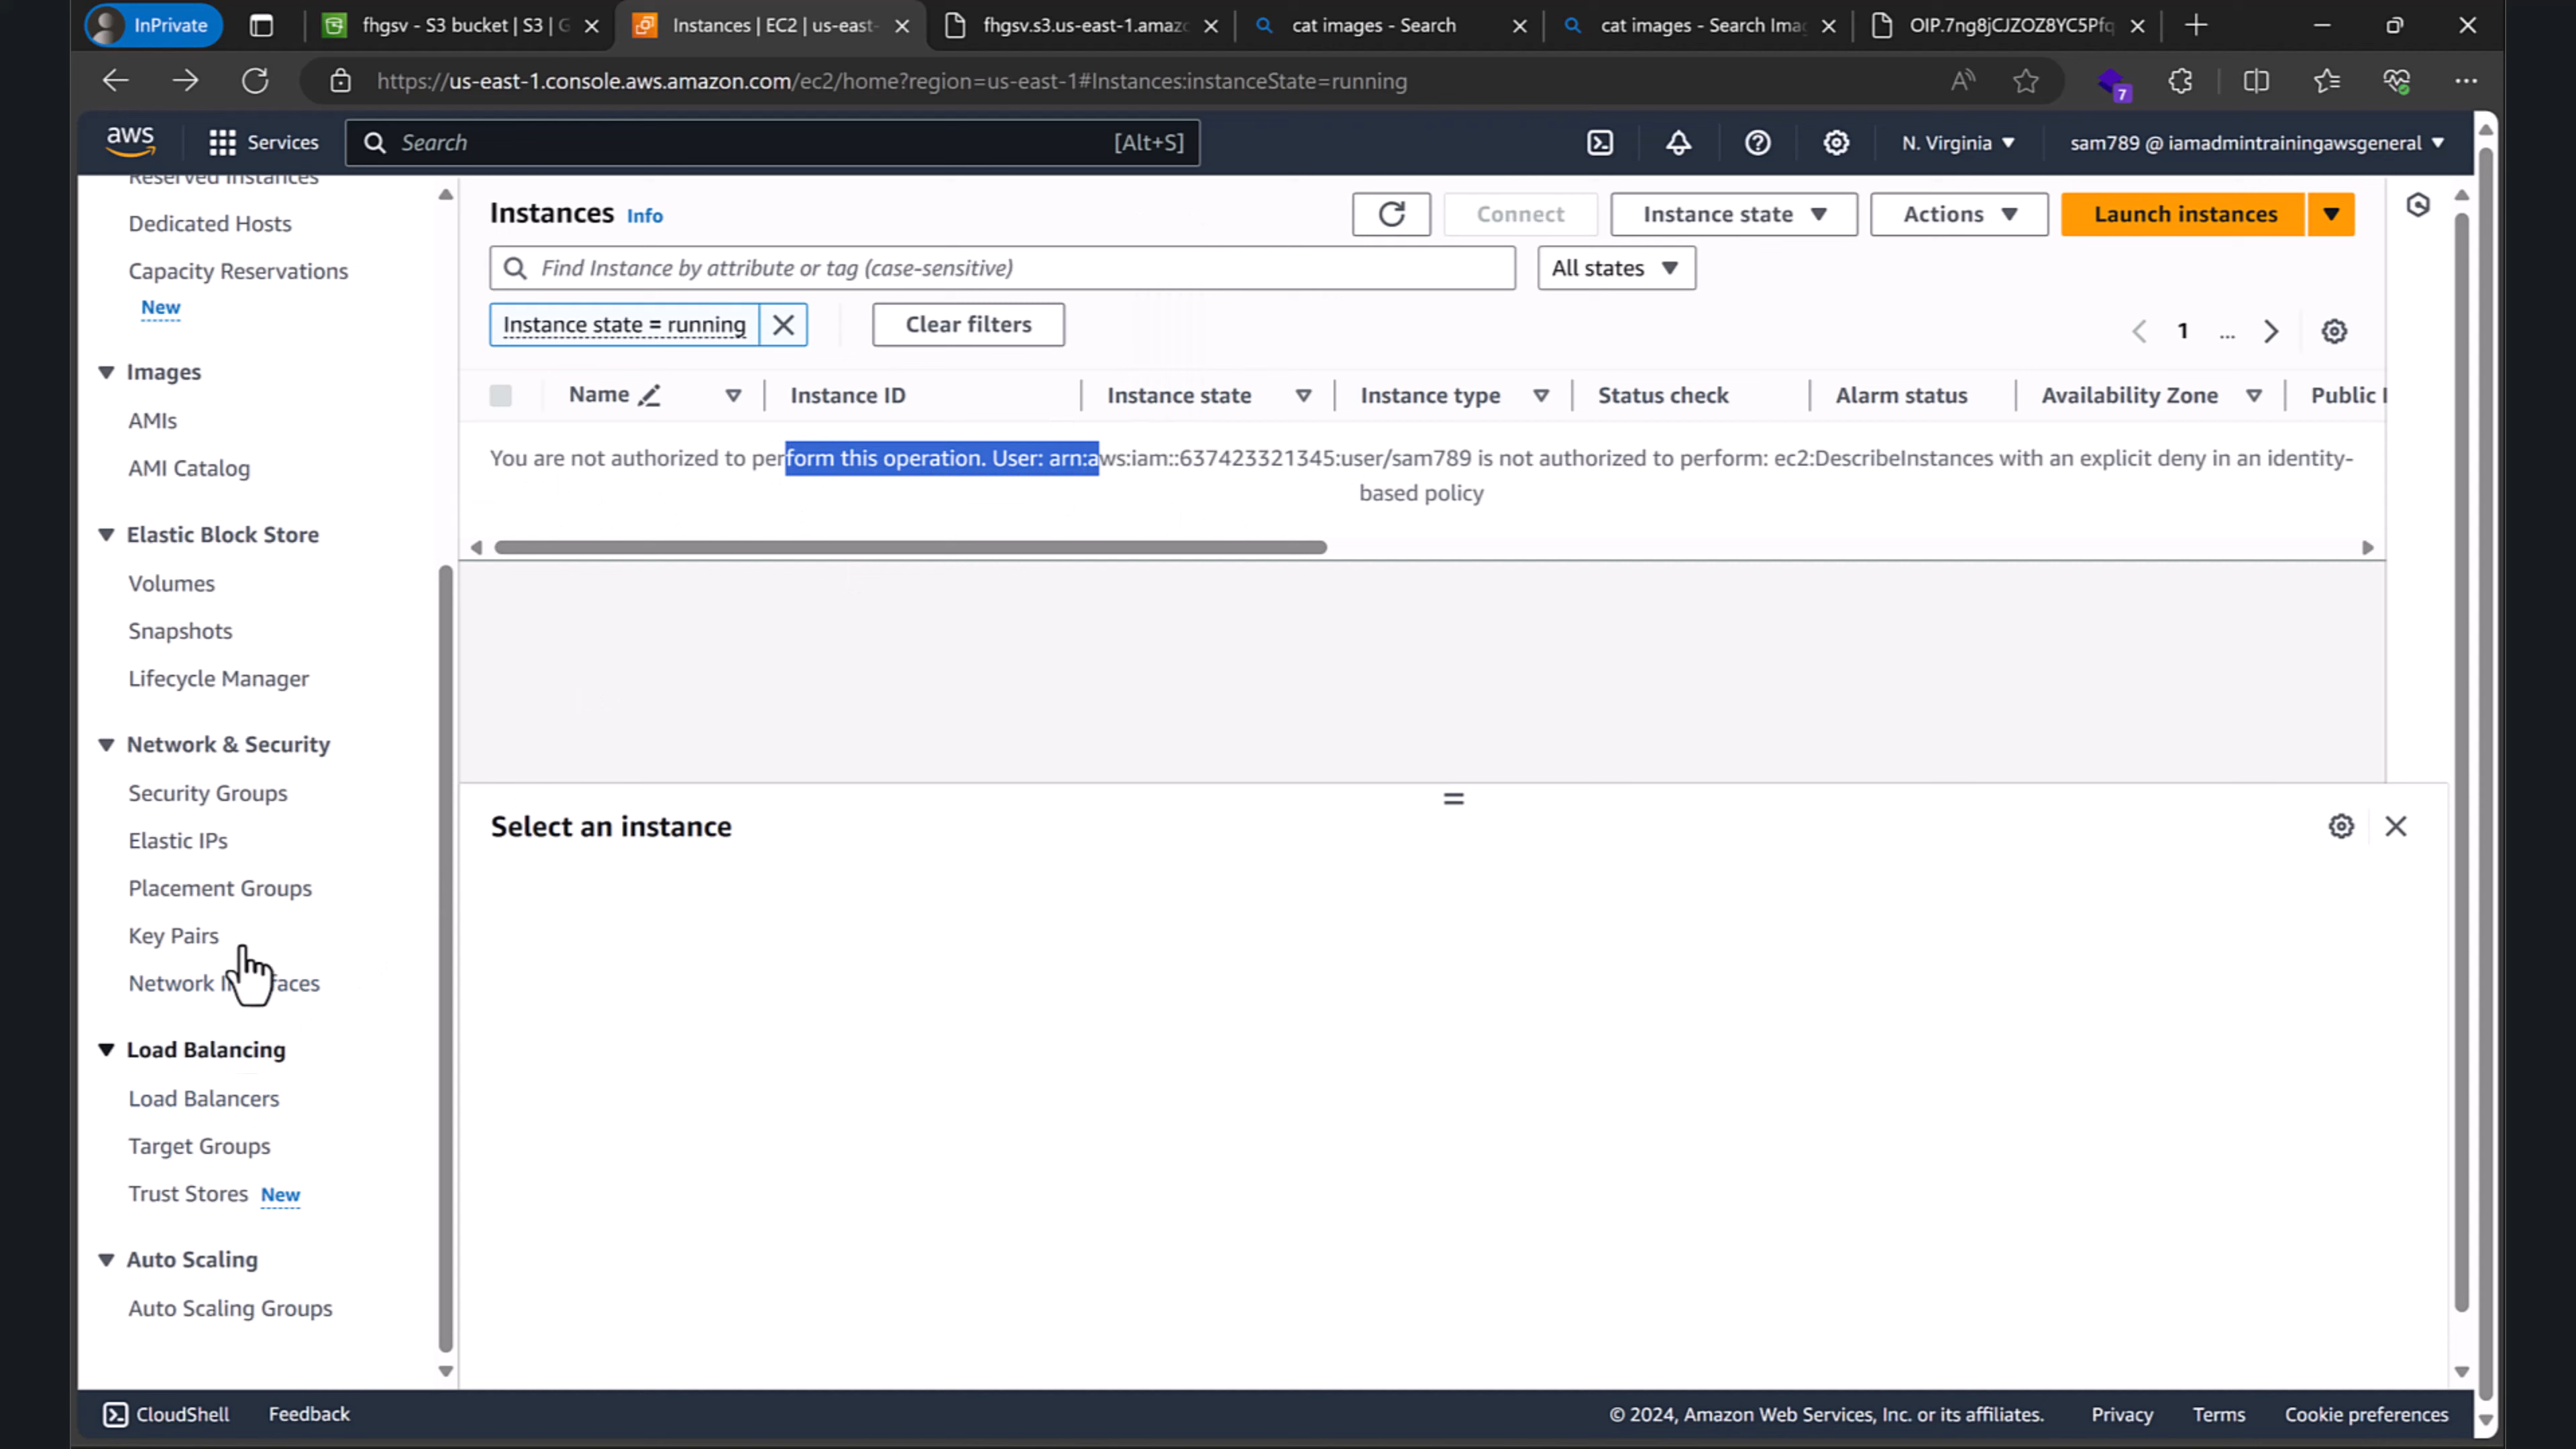 InPrivate
fhgsv - S3 bucket | S3 | G
Instances | EC2 | us-east-
fhgsv.s3.us-east-1.amazo
cat images - Search
cat images - Search Imag
OIP.7ng8jCJZOZ8YC5Pfq
https://us-east-1.console.aws.amazon.com/ec2/home?region=us-east-1#Instances:instanceState=running
7
aws
Services
Search
[Alt+S]
N. Virginia
sam789 @ iamadmintrainingawsgeneral
Reserved Instances
Dedicated Hosts
Capacity Reservations
New
Images
AMIs
AMI Catalog
Elastic Block Store
Volumes
Snapshots
Lifecycle Manager
Network & Security
Security Groups
Elastic IPs
Placement Groups
Key Pairs
Network In faces
Load Balancing
Load Balancers
Target Groups
Trust Stores New
Auto Scaling
Auto Scaling Groups
Instances Info
Connect
Instance state
Actions
Launch instances
Find Instance by attribute or tag (case-sensitive)
All states
Instance state = running
Clear filters
1 ...
Name
Instance ID
Instance state
Instance type
Status check
Alarm status
Availability Zone
Public I
You are not authorized to perform this operation. User: arn:aws:iam::637423321345:user/sam789 is not authorized to perform: ec2:DescribeInstances with an explicit deny in an identity-
based policy
Select an instance
CloudShell
Feedback
© 2024, Amazon Web Services, Inc. or its affiliates.
Privacy
Terms
Cookie preferences